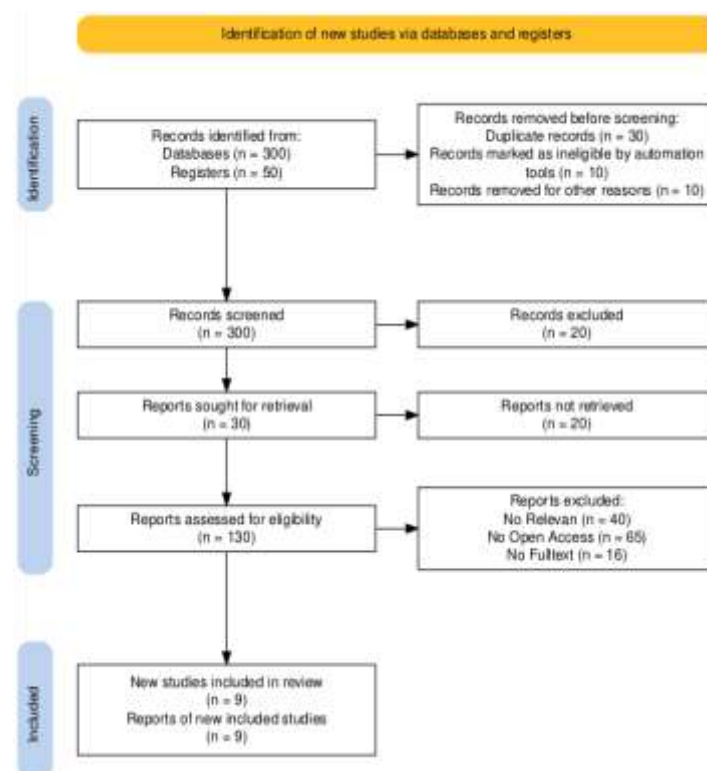 Identification of new studies via databases and registers
Identification
Records identified from:
Databases (n = 300)
Registers (n = 50)
Records removed before screening:
Duplicate records (n = 30)
Records marked as ineligible by automation
tools (n = 10)
Records removed for other reasons (n = 10)
Screening
Records screened
(n = 300)
Records excluded
(n = 20)
Reports sought for retrieval
(n = 30)
Reports not retrieved
(n = 20)
Reports assessed for eligibility
(n = 130)
Reports excluded:
No Relevan (n = 40)
No Open Access (n = 65)
No Fulltext (n = 16)
Included
New studies included in review
(n = 9)
Reports of new included studies
(n = 9)